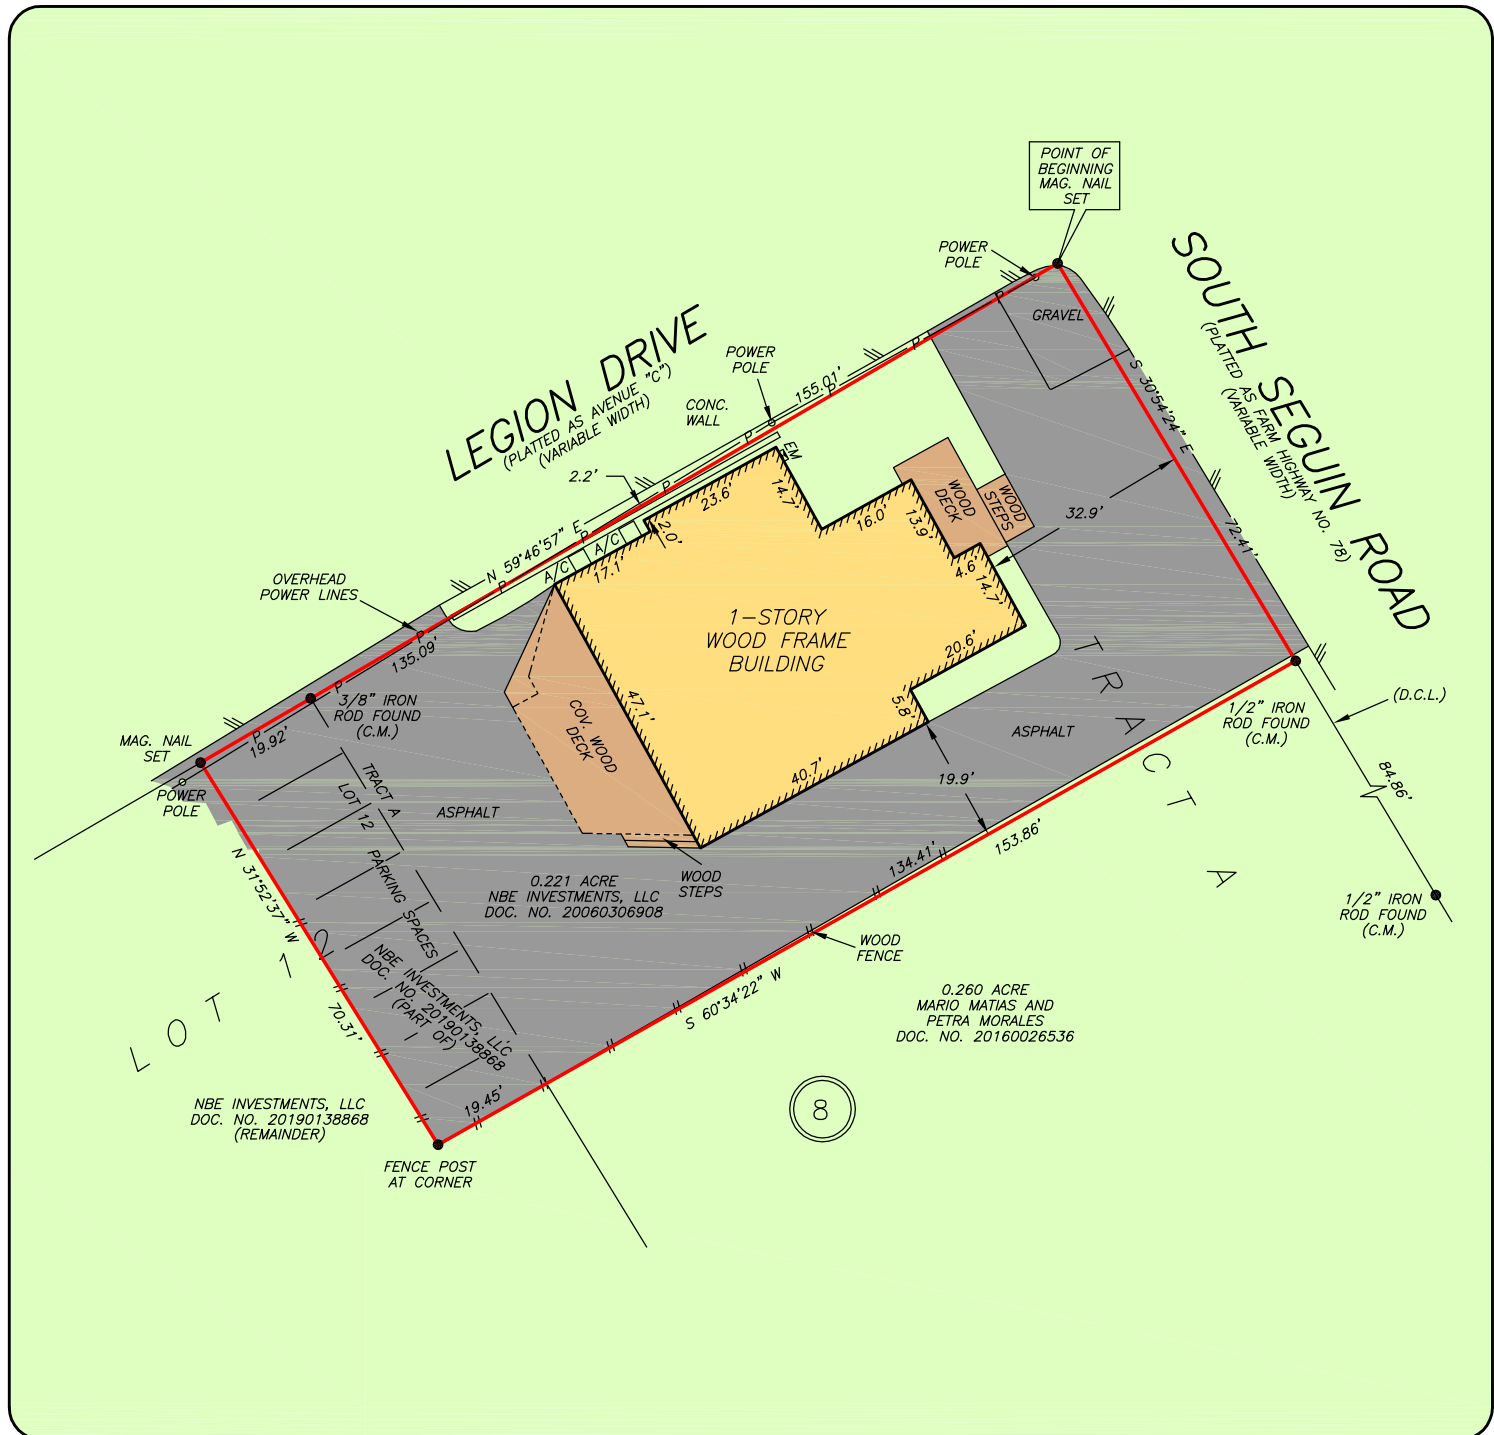 POINT OF
BEGINNING
MAG. NAIL
SET
POWER
POLE
GRAVEL
SOUTH SEGUIN ROAD
(PLATTED AS FARM HIGHWAY NO. 78)
(VARIABLE WIDTH)
LEGION DRIVE
(PLATTED AS AVENUE "C")
(VARIABLE WIDTH)
POWER
POLE
155.01'
CONC.
WALL
S 30°54'24" E
72.41'
2.2'
N 59°46'57" E
P
P
P
P
P
P
P
P
P
P
EM
23.6'
14.7'
2.0'
A/C
A/C
17.1'
16.0'
13.9'
WOOD
DECK
WOOD
STEPS
32.9'
4.6'
14.7'
OVERHEAD
POWER LINES
135.09'
1-STORY
WOOD FRAME
BUILDING
20.6'
5.8'
47.1'
40.7'
COV. WOOD
DECK
3/8" IRON
ROD FOUND
(C.M.)
19.92'
MAG. NAIL
SET
POWER
POLE
TRACT A
LOT 12
PARKING SPACES
ASPHALT
ASPHALT
TRACT A
1/2" IRON
ROD FOUND
(C.M.)
(D.C.L.)
84.86'
19.9'
153.86'
134.41'
WOOD
STEPS
0.221 ACRE
NBE INVESTMENTS, LLC
DOC. NO. 20060306908
N 31°52'37" W
70.31'
LOT 12
NBE INVESTMENTS, LLC
DOC. NO. 20190138868
(PART OF)
WOOD
FENCE
1/2" IRON
ROD FOUND
(C.M.)
S 60°34'22" W
0.260 ACRE
MARIO MATIAS AND
PETRA MORALES
DOC. NO. 20160026536
19.45'
8
NBE INVESTMENTS, LLC
DOC. NO. 20190138868
(REMAINDER)
FENCE POST
AT CORNER